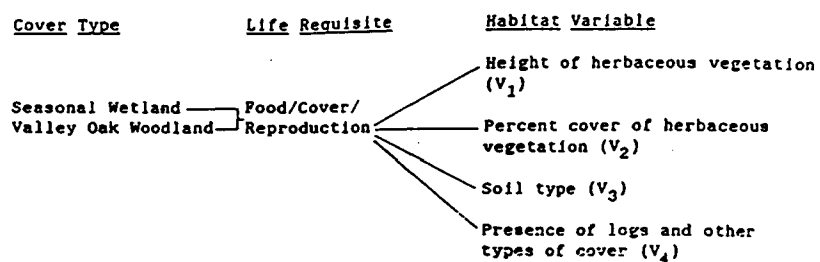 Cover Type Life Requisite Habitat Variable
Height of herbaceous vegetation
(V1)
Seasonal Wetland Food/Cover/
Valley Oak Woodland Reproduction
Percent cover of herbaceous
vegetation (V2)
Soil type (V3)
Presence of logs and other
types of cover (V4)